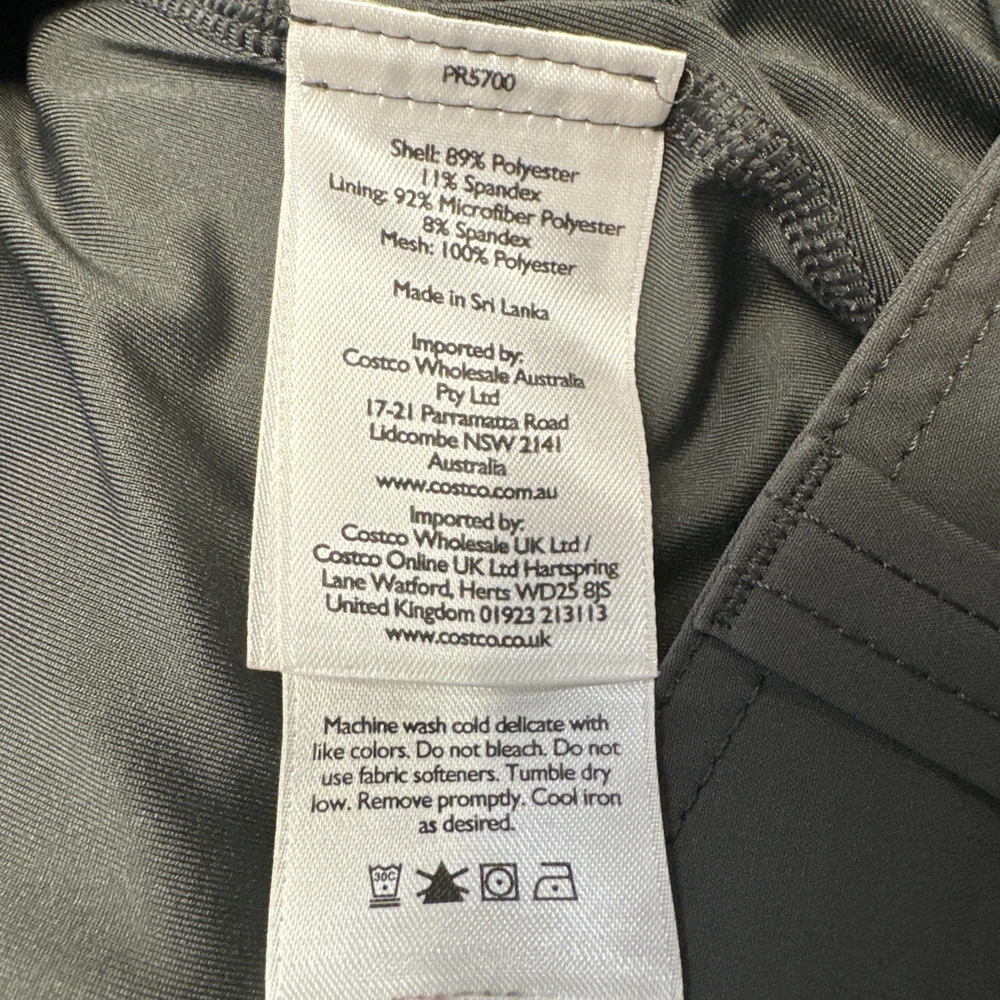 PR5700
Shell: 89% Polyester
11% Spandex
Lining: 92% Microfiber Polyester
8% Spandex
Mesh: 100% Polyester
Made in Sri Lanka
Imported by:
Costco Wholesale Australia
Pty Ltd
17-21 Parramatta Road
Lidcombe NSW 2141
Australia
www.costco.com.au
Imported by:
Costco Wholesale UK Ltd /
Costco Online UK Ltd Hartspring
Lane Watford, Herts WD25 8JS
United Kingdom 01923 213113
www.costco.co.uk
Machine wash cold delicate with
like colors. Do not bleach. Do not
use fabric softeners. Tumble dry
low. Remove promptly. Cool iron
as desired.
30C